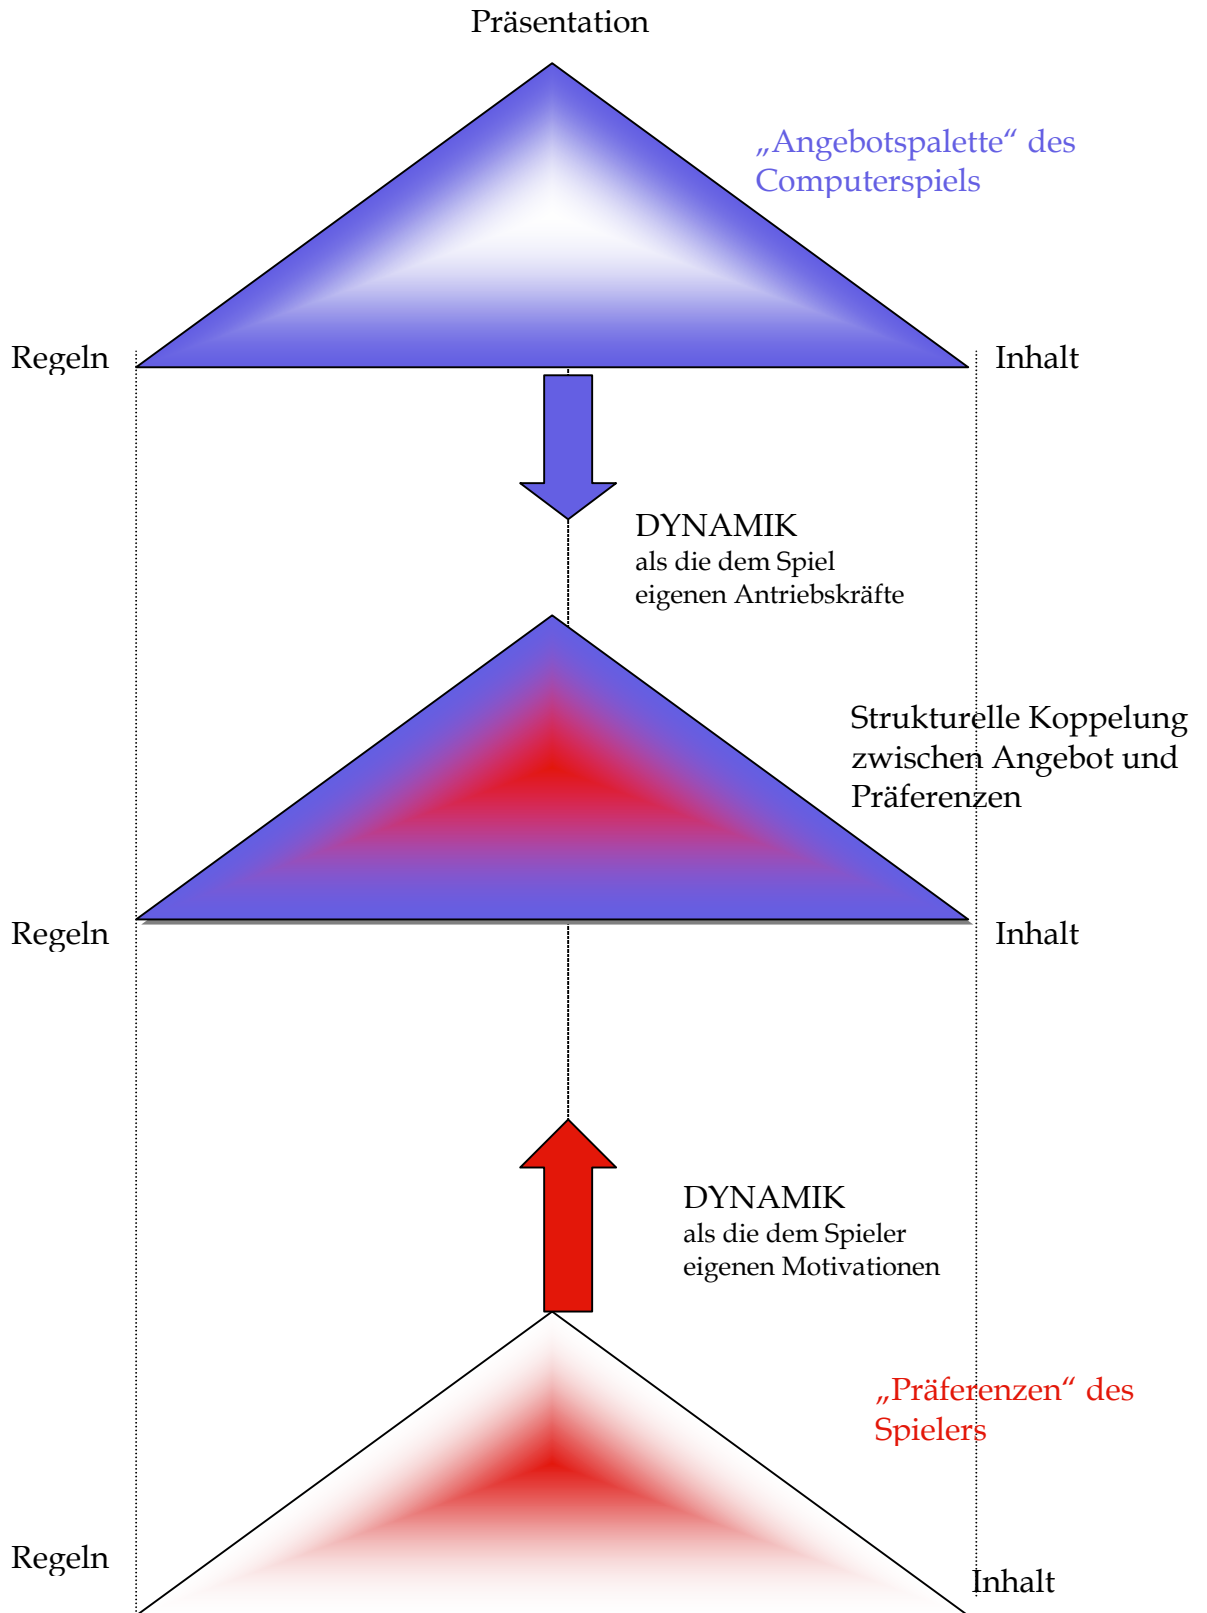 Präsentation
„Angebotspalette“ des
Computerspiels
Regeln
Inhalt
DYNAMIK
als die dem Spiel
eigenen Antriebskräfte
Strukturelle Koppelung
zwischen Angebot und
Präferenzen
Regeln
Inhalt
DYNAMIK
als die dem Spieler
eigenen Motivationen
„Präferenzen“ des
Spielers
Regeln
Inhalt